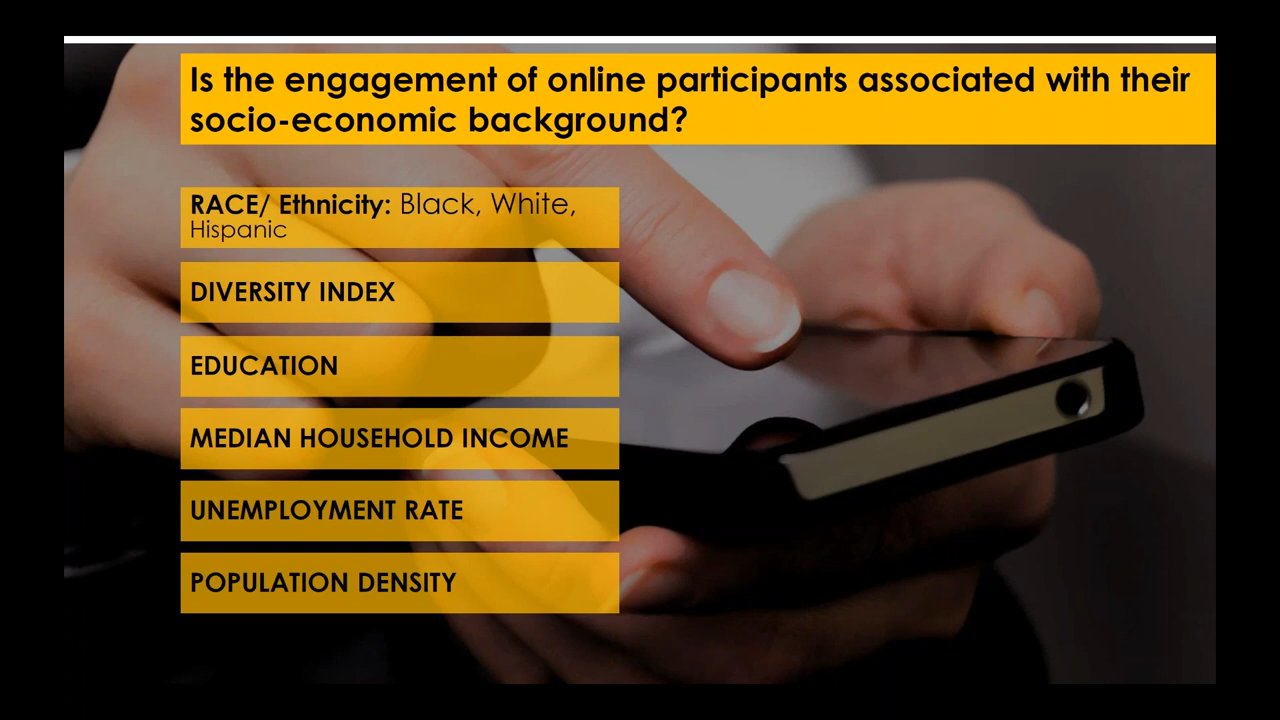 Is the engagement of online participants associated with their
socio-economic background?
RACE/ Ethnicity: Black, White,
Hispanic
DIVERSITY INDEX
EDUCATION
MEDIAN HOUSEHOLD INCOME
UNEMPLOYMENT RATE
POPULATION DENSITY